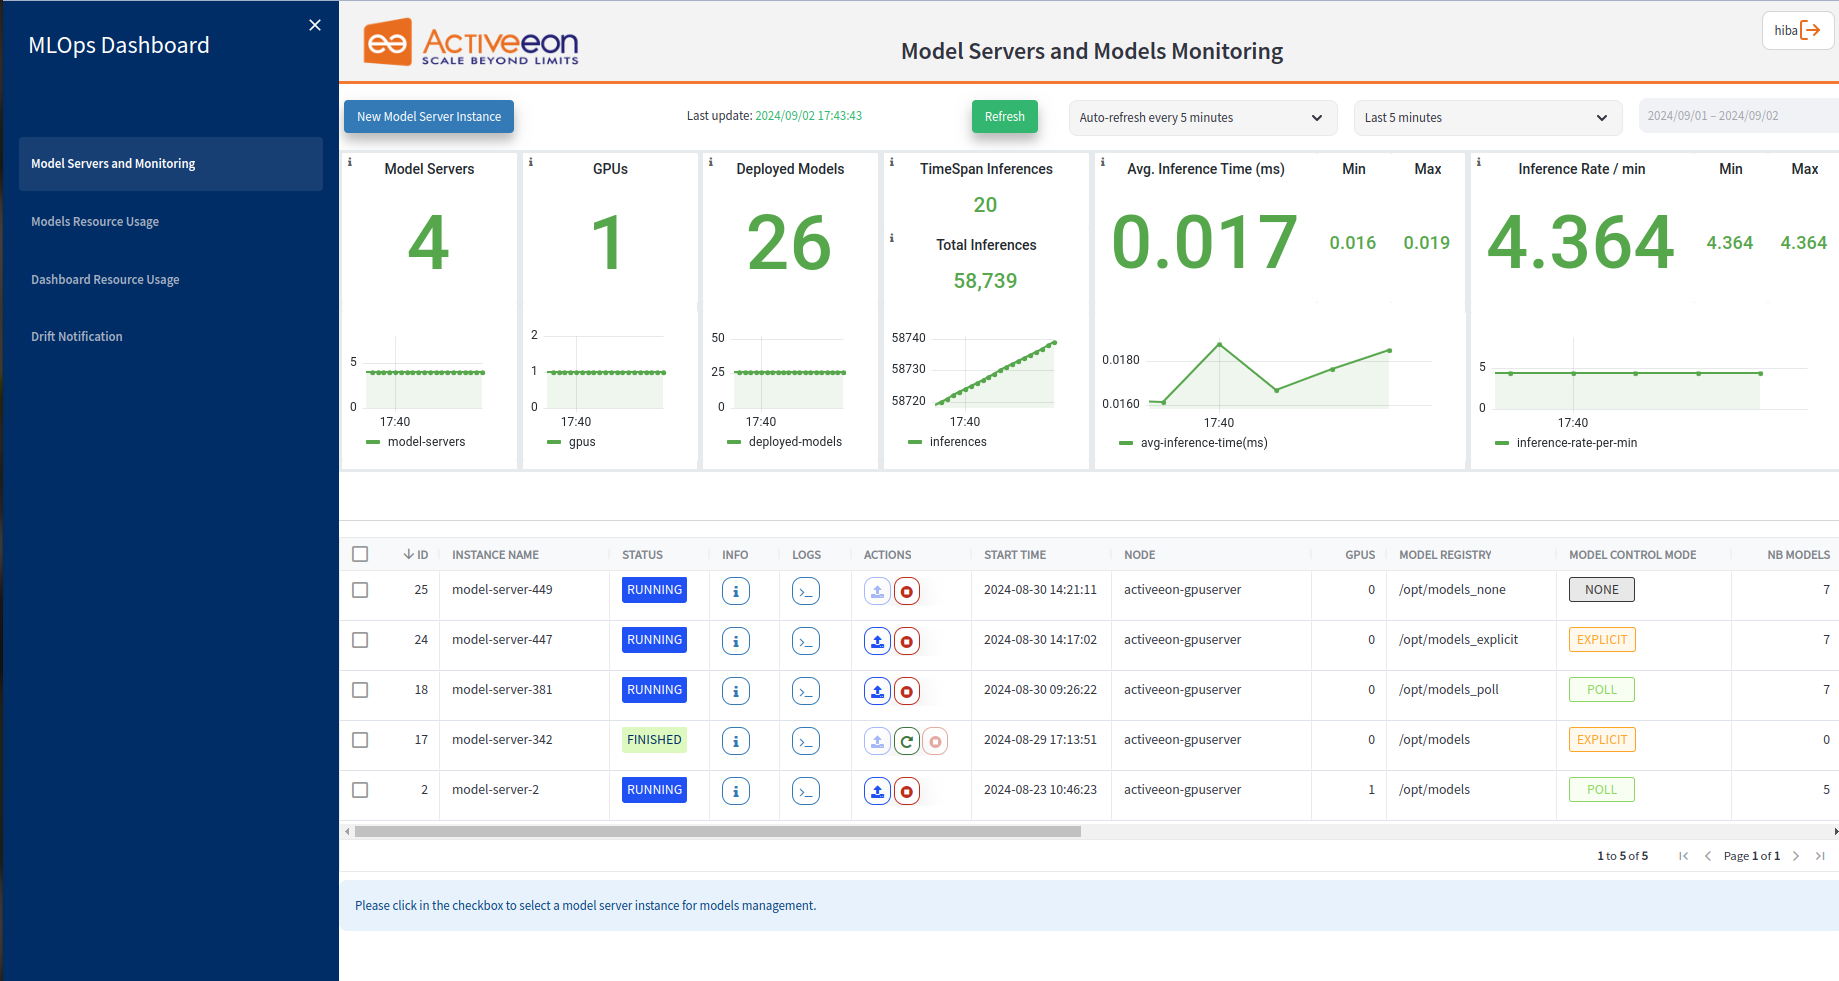 MLOps Dashboard
Model Servers and Monitoring
Models Resource Usage
Dashboard Resource Usage
Drift Notification
Activeeon
SCALE BEYOND LIMITS
Model Servers and Models Monitoring
hiba
New Model Server Instance
Last update: 2024/09/02 17:43:43
Refresh
Auto-refresh every 5 minutes
Last 5 minutes
2024/09/01 – 2024/09/02
Model Servers
4
5
0
17:40
model-servers
GPUs
1
2
1
0
17:40
gpus
Deployed Models
26
50
25
0
17:40
deployed-models
TimeSpan Inferences
20
Total Inferences
58,739
58740
58730
58720
17:40
inferences
Avg. Inference Time (ms) Min Max
0.017 0.016 0.019
0.0180
0.0160
17:40
avg-inference-time(ms)
Inference Rate / min Min Max
4.364 4.364 4.364
5
0
17:40
inference-rate-per-min
ID INSTANCE NAME STATUS INFO LOGS ACTIONS START TIME NODE GPUS MODEL REGISTRY MODEL CONTROL MODE NB MODELS
25 model-server-449 RUNNING 2024-08-30 14:21:11 activeeon-gpuserver 0 /opt/models_none NONE 7
24 model-server-447 RUNNING 2024-08-30 14:17:02 activeeon-gpuserver 0 /opt/models_explicit EXPLICIT 7
18 model-server-381 RUNNING 2024-08-30 09:26:22 activeeon-gpuserver 0 /opt/models_poll POLL 7
17 model-server-342 FINISHED 2024-08-29 17:13:51 activeeon-gpuserver 0 /opt/models EXPLICIT 0
2 model-server-2 RUNNING 2024-08-23 10:46:23 activeeon-gpuserver 1 /opt/models POLL 5
1 to 5 of 5 Page 1 of 1
Please click in the checkbox to select a model server instance for models management.